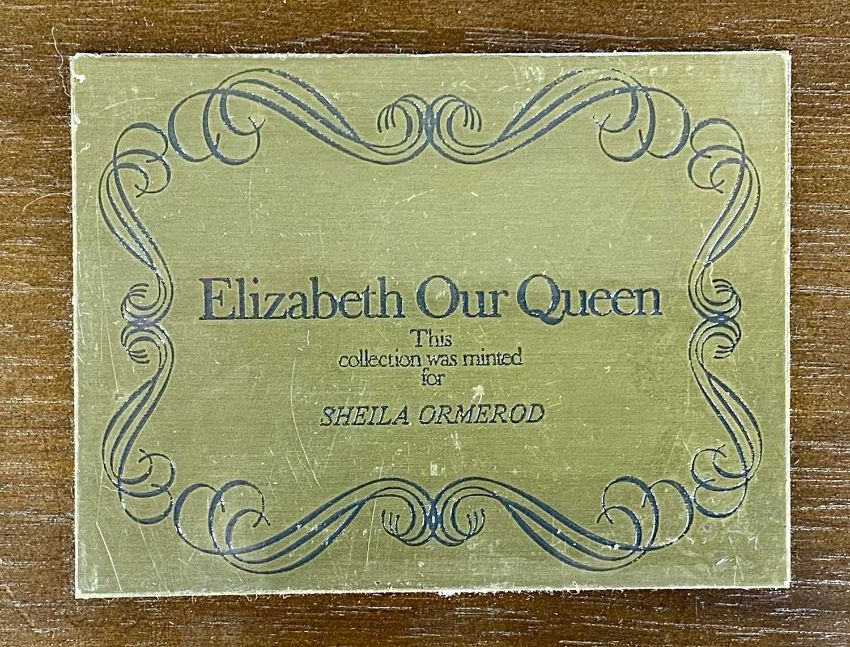 Elizabeth Our Queen
This
collection was minted
for
SHEILA ORMEROD